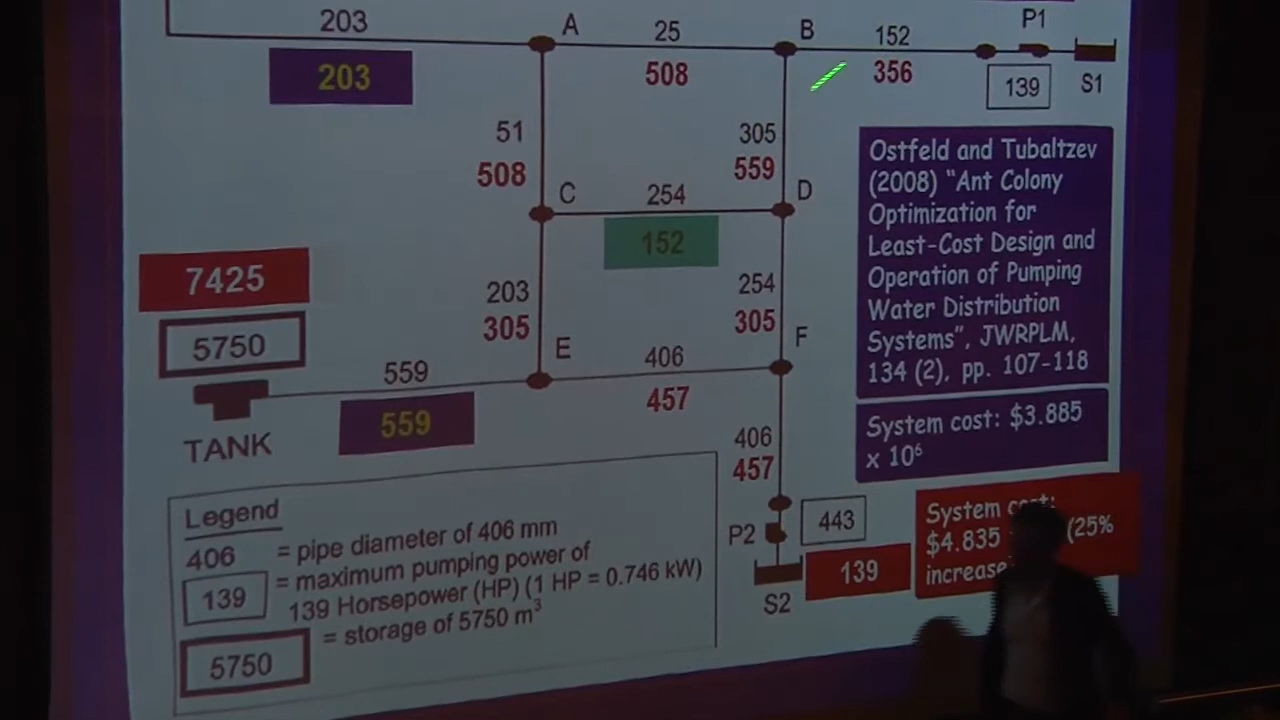 203
A
25
B
152
P1
203
508
356
139
S1
51
508
305
559
C
254
D
152
203
305
254
305
7425
5750
E
406
F
559
457
559
TANK
406
457
P2
443
139
S2
Ostfeld and Tubaltzev
(2008) “Ant Colony
Optimization for
Least-Cost Design and
Operation of Pumping
Water Distribution
Systems”, JWRPLM,
134 (2), pp. 107-118
System cost: $3.885
x 10⁶
System cost:
$4.835 (25%
increase
Legend
406 = pipe diameter of 406 mm
139 = maximum pumping power of
139 Horsepower (HP) (1 HP = 0.746 kW)
5750 = storage of 5750 m³